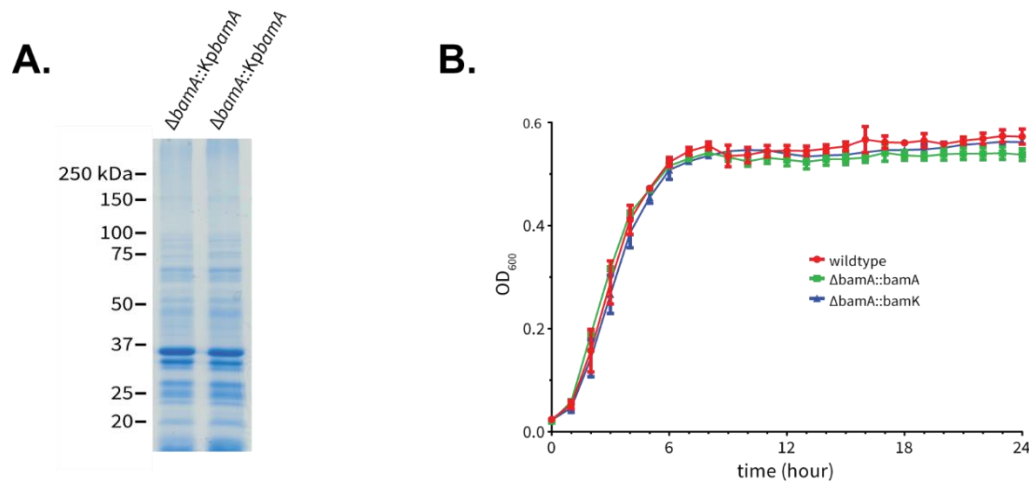 A.
ΔbamA::KpbamA
ΔbamA::KpbamA
250 kDa
150
100
75
50
37
25
20
B.
0.6
0.4
0.2
0.0
OD600
wildtype
ΔbamA::bamA
ΔbamA::bamK
0 6 12 18 24
time (hour)